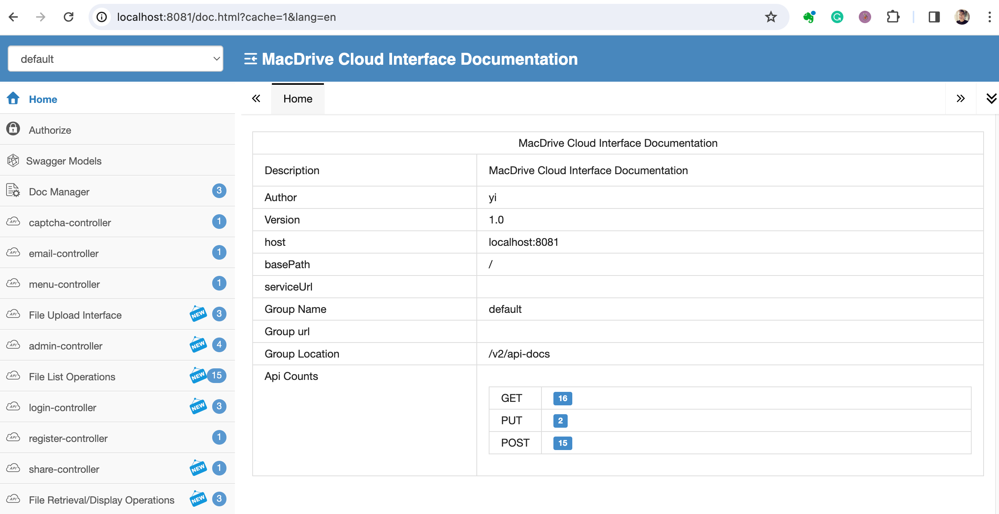 localhost:8081/doc.html?cache=1&lang=en
default
MacDrive Cloud Interface Documentation
Home
Home
Authorize
Swagger Models
Doc Manager 3
captcha-controller 1
email-controller 1
menu-controller 1
File Upload Interface NEW 3
admin-controller NEW 4
File List Operations NEW 15
login-controller NEW 3
register-controller 1
share-controller NEW 1
File Retrieval/Display Operations NEW 3
MacDrive Cloud Interface Documentation
Description MacDrive Cloud Interface Documentation
Author yi
Version 1.0
host localhost:8081
basePath /
serviceUrl
Group Name default
Group url
Group Location /v2/api-docs
Api Counts
GET 16
PUT 2
POST 15